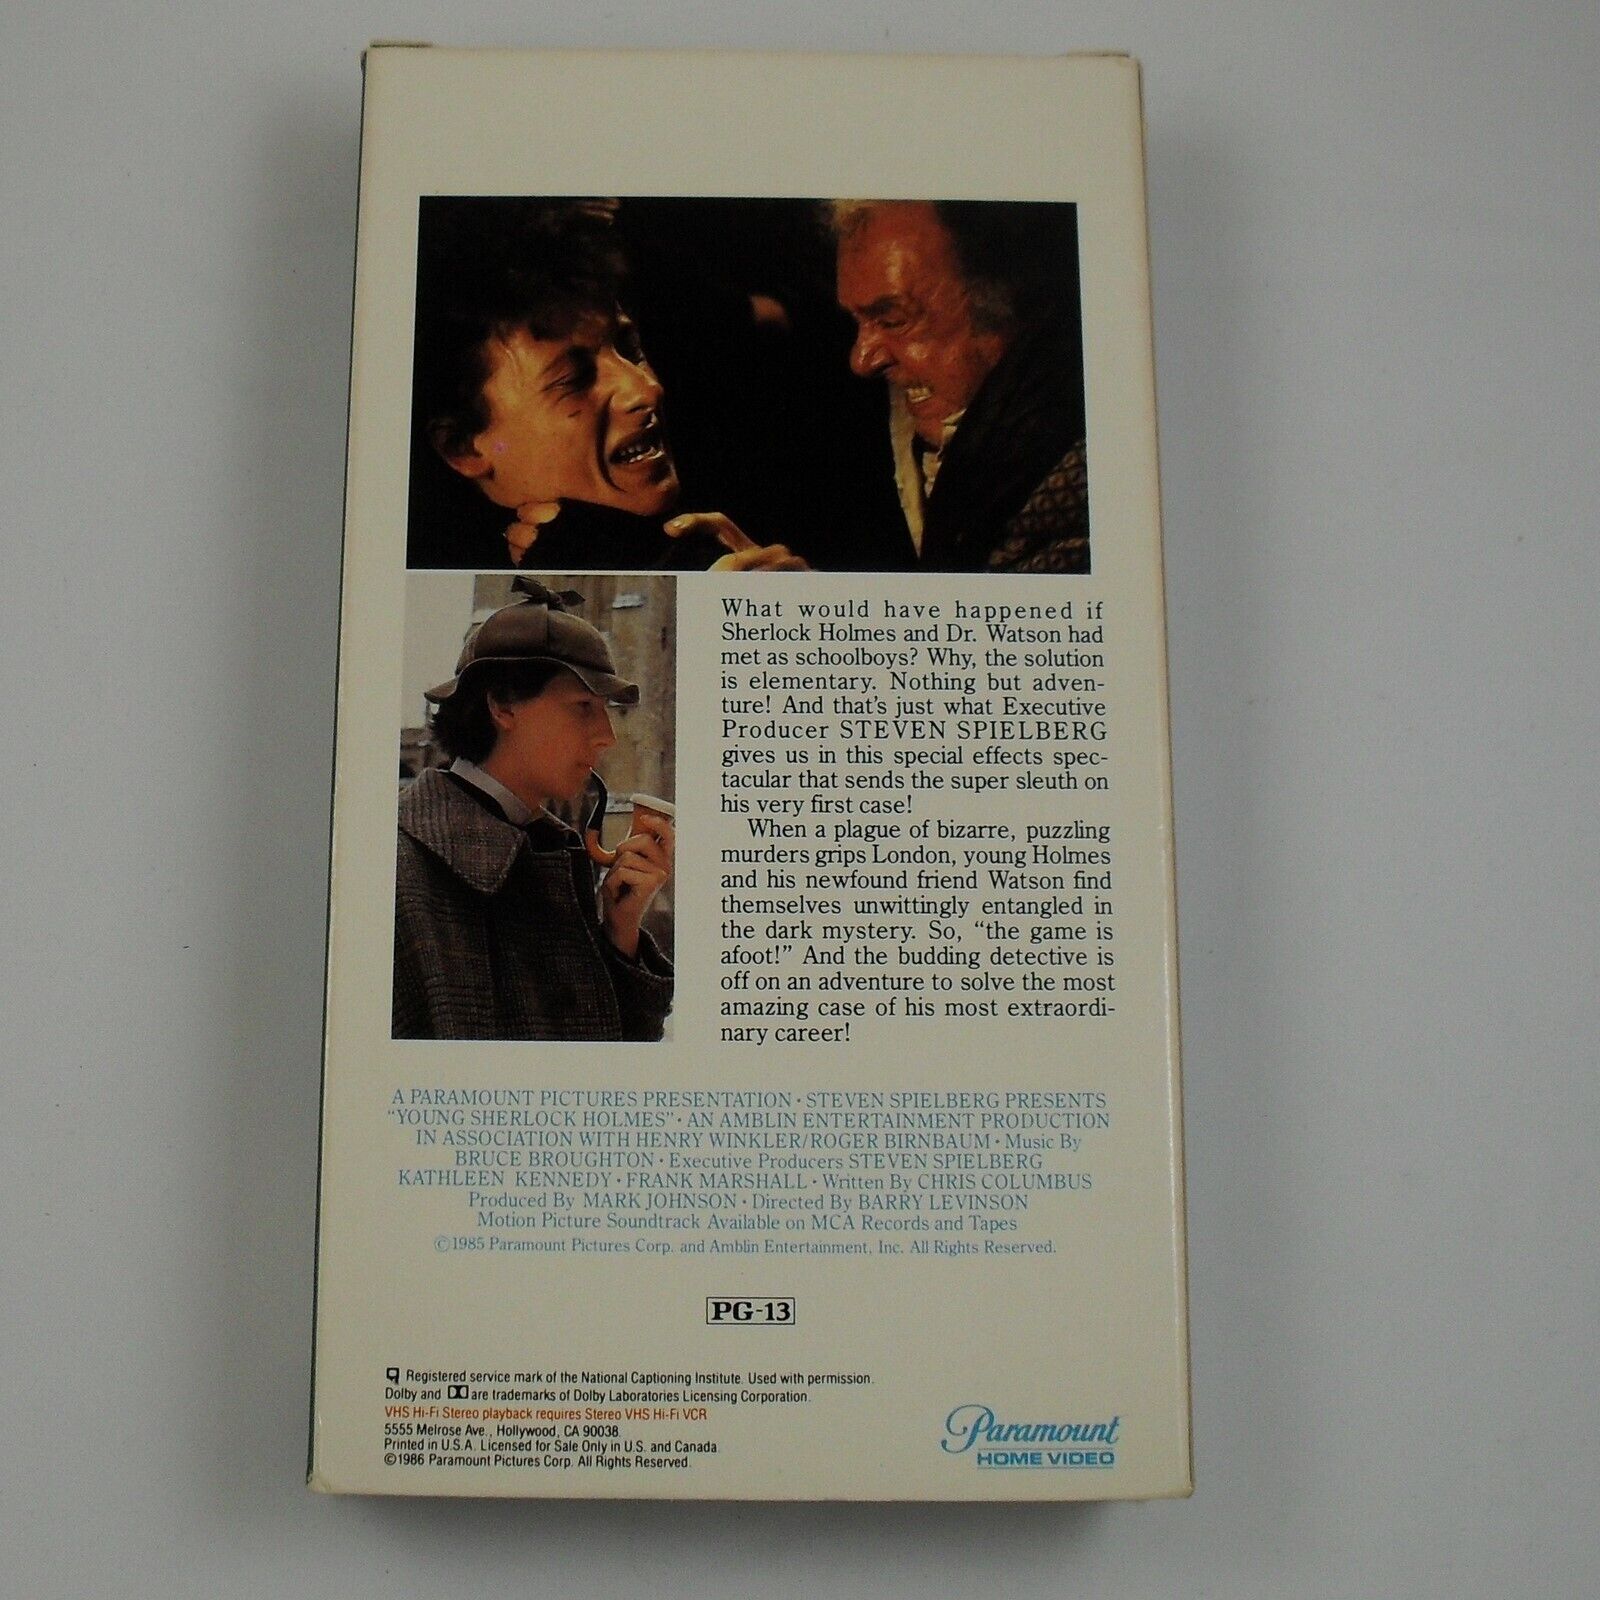 What would have happened if
Sherlock Holmes and Dr. Watson had
met as schoolboys? Why, the solution
is elementary. Nothing but adven-
ture! And that's just what Executive
Producer STEVEN SPIELBERG
gives us in this special effects spec-
tacular that sends the super sleuth on
his very first case!
When a plague of bizarre, puzzling
murders grips London, young Holmes
and his newfound friend Watson find
themselves unwittingly entangled in
the dark mystery. So, "the game is
afoot!" And the budding detective is
off on an adventure to solve the most
amazing case of his most extraordi-
nary career!
A PARAMOUNT PICTURES PRESENTATION • STEVEN SPIELBERG PRESENTS
"YOUNG SHERLOCK HOLMES" • AN AMBLIN ENTERTAINMENT PRODUCTION
IN ASSOCIATION WITH HENRY WINKLER/ROGER BIRNBAUM • Music By
BRUCE BROUGHTON • Executive Producers STEVEN SPIELBERG
KATHLEEN KENNEDY • FRANK MARSHALL • Written By CHRIS COLUMBUS
Produced By MARK JOHNSON • Directed By BARRY LEVINSON
Motion Picture Soundtrack Available on MCA Records and Tapes
©1985 Paramount Pictures Corp. and Amblin Entertainment, Inc. All Rights Reserved.
PG-13
Registered service mark of the National Captioning Institute. Used with permission.
Dolby and are trademarks of Dolby Laboratories Licensing Corporation.
VHS Hi-Fi Stereo playback requires Stereo VHS Hi-Fi VCR
5555 Melrose Ave., Hollywood, CA 90038.
Printed in U.S.A. Licensed for Sale Only in U.S. and Canada.
©1986 Paramount Pictures Corp. All Rights Reserved.
Paramount
HOME VIDEO